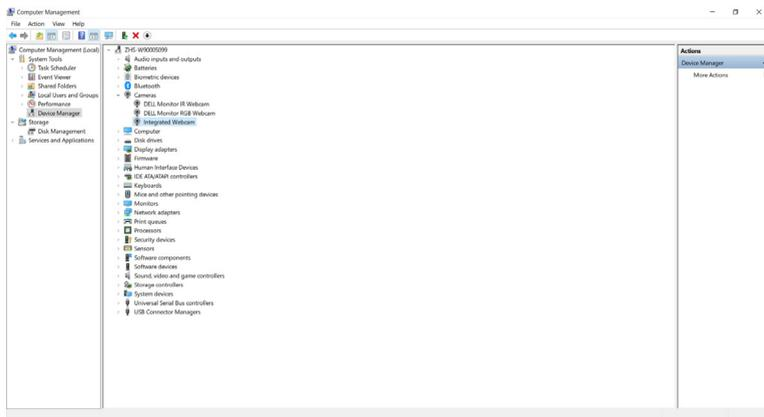 Computer Management
File Action View Help
Computer Management (Local)
System Tools
Task Scheduler
Event Viewer
Shared Folders
Local Users and Groups
Performance
Device Manager
Storage
Disk Management
Services and Applications
ZHS-W90005099
Audio inputs and outputs
Batteries
Biometric devices
Bluetooth
Cameras
DELL Monitor IR Webcam
DELL Monitor RGB Webcam
Integrated Webcam
Computer
Disk drives
Display adapters
Firmware
Human Interface Devices
IDE ATA/ATAPI controllers
Keyboards
Mice and other pointing devices
Monitors
Network adapters
Print queues
Processors
Security devices
Sensors
Software components
Software devices
Sound, video and game controllers
Storage controllers
System devices
Universal Serial Bus controllers
USB Connector Managers
Actions
Device Manager
More Actions